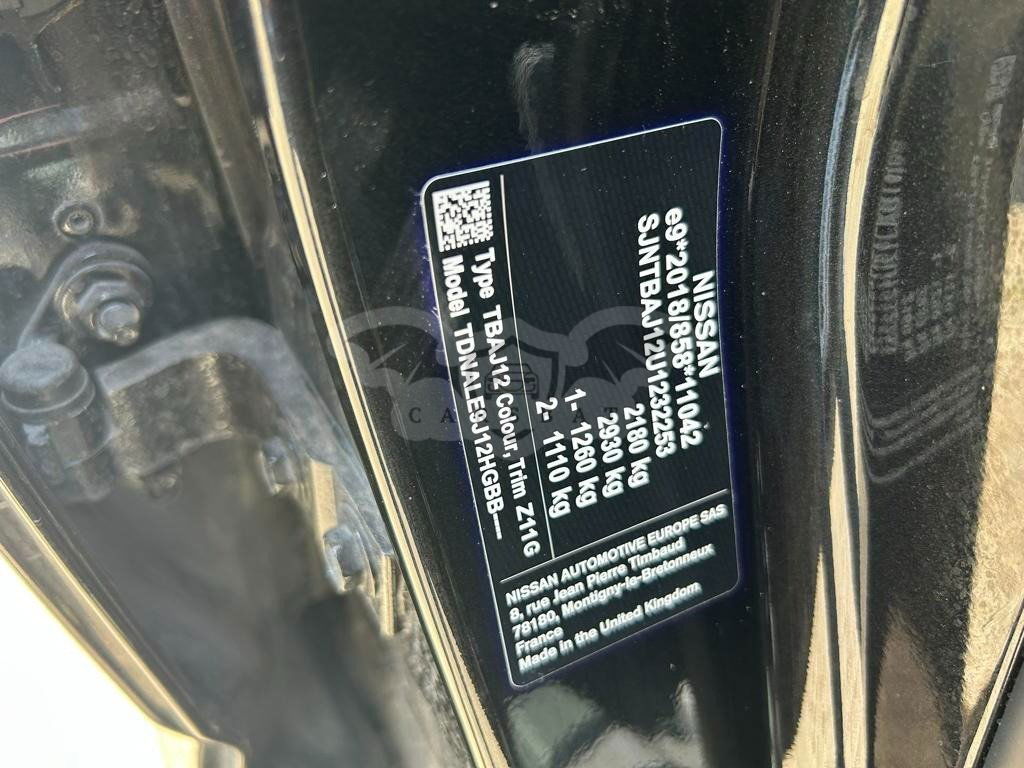 NISSAN
e9*2018/858*11042
SJNTBAJ12U1232253
2180 kg
2830 kg
1- 1260 kg
2- 1110 kg
Type TBAJ12 Colour, Trim Z11G
Model TDNALE9J12HGBB-----
NISSAN AUTOMOTIVE EUROPE SAS
8, rue Jean Pierre Timbaud
78180, Montigny-le-Bretonneux
France
Made in the United Kingdom